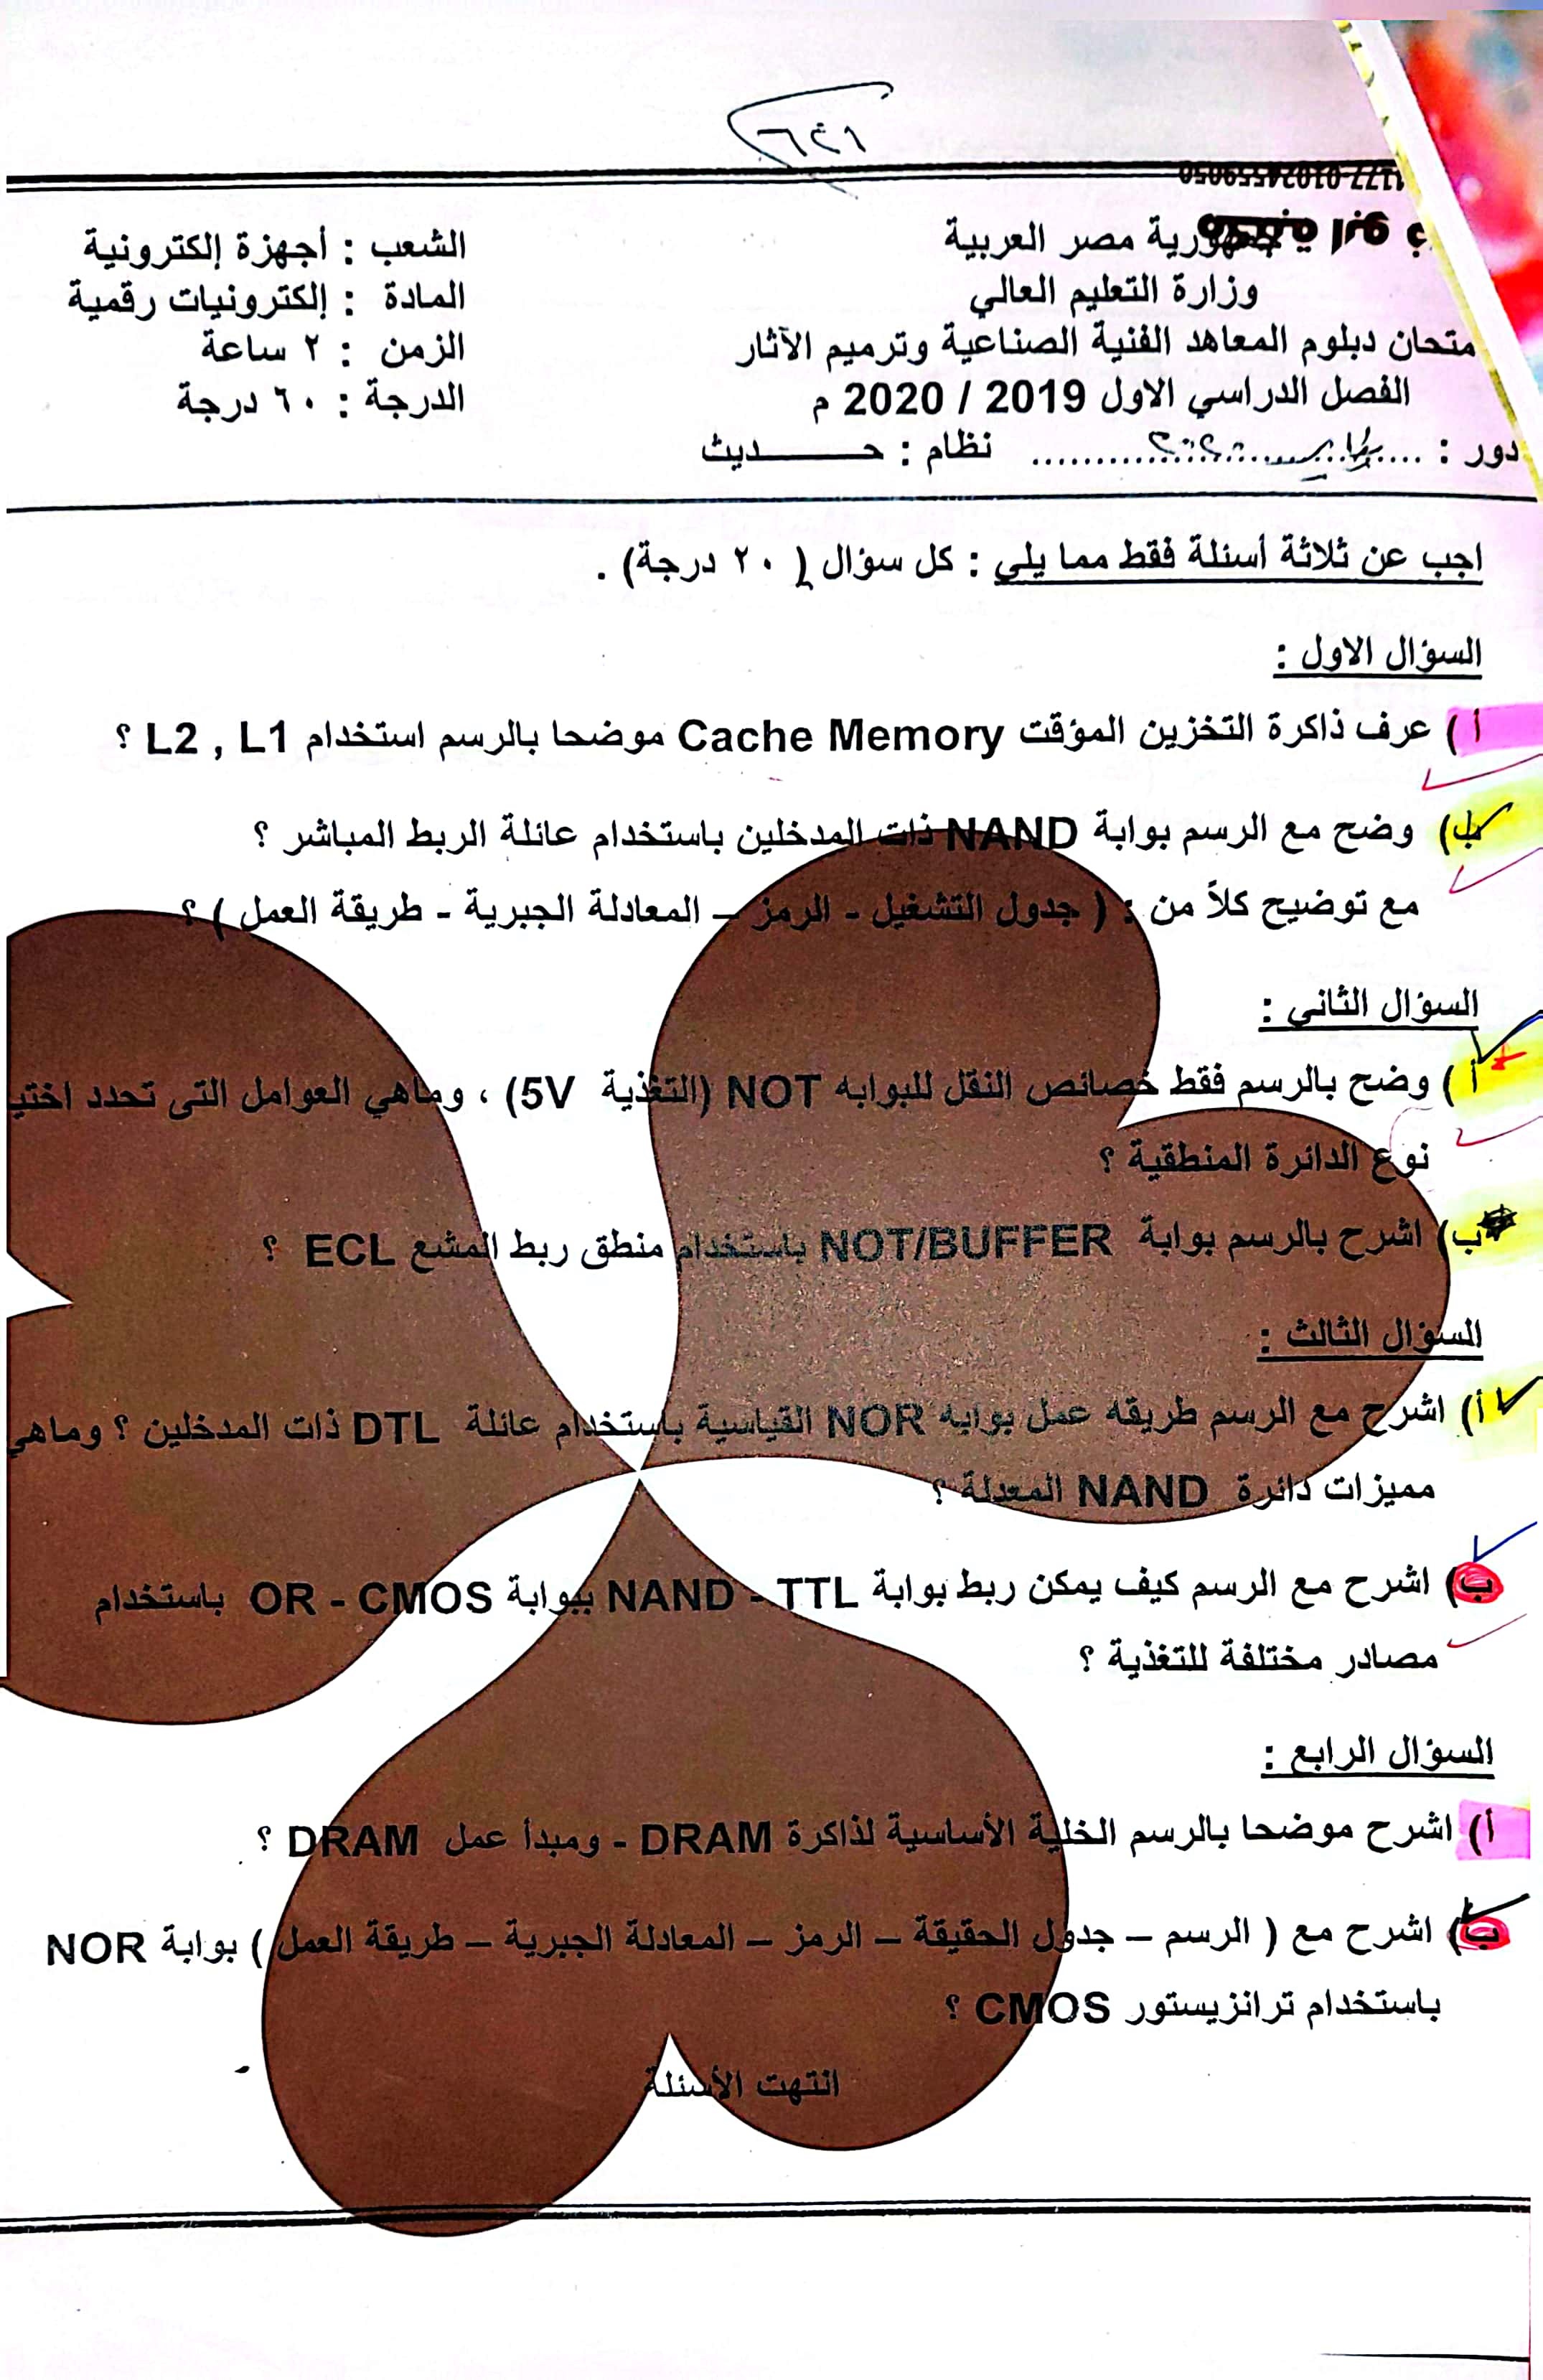 ٦٤٦
1177-01024559050
جمهورية مصر العربية
وزارة التعليم العالي
متحان دبلوم المعاهد الفنية الصناعية وترميم الآثار
الفصل الدراسي الاول 2019 / 2020 م
دور : يناير ٢٠٢٠ نظام : حديث
الشعب : أجهزة إلكترونية
المادة : إلكترونيات رقمية
الزمن : ٢ ساعة
الدرجة : ٦٠ درجة
اجب عن ثلاثة أسئلة فقط مما يلي : كل سؤال ( ٢٠ درجة) .
السؤال الاول :
أ ) عرف ذاكرة التخزين المؤقت Cache Memory موضحا بالرسم استخدام L2 , L1 ؟
ب) وضح مع الرسم بوابة NAND ذات المدخلين باستخدام عائلة الربط المباشر ؟
مع توضيح كلاً من : ( جدول التشغيل - الرمز – المعادلة الجبرية - طريقة العمل ) ؟
السؤال الثاني :
أ ) وضح بالرسم فقط خصائص النقل للبوابه NOT (التغذية 5V) ، وماهي العوامل التى تحدد اختي
نوع الدائرة المنطقية ؟
ب) اشرح بالرسم بوابة NOT/BUFFER باستخدام منطق ربط المشع ECL ؟
السؤال الثالث :
أ) اشرح مع الرسم طريقه عمل بوابه NOR القياسية باستخدام عائلة DTL ذات المدخلين ؟ وماهي
مميزات دائرة NAND المعدلة ؟
ب) اشرح مع الرسم كيف يمكن ربط بوابة NAND - TTL ببوابة OR - CMOS باستخدام
مصادر مختلفة للتغذية ؟
السؤال الرابع :
أ) اشرح موضحا بالرسم الخلية الأساسية لذاكرة DRAM - ومبدأ عمل DRAM ؟
ب) اشرح مع ( الرسم – جدول الحقيقة – الرمز – المعادلة الجبرية – طريقة العمل ) بوابة NOR
باستخدام ترانزيستور CMOS ؟
انتهت الأسئلة